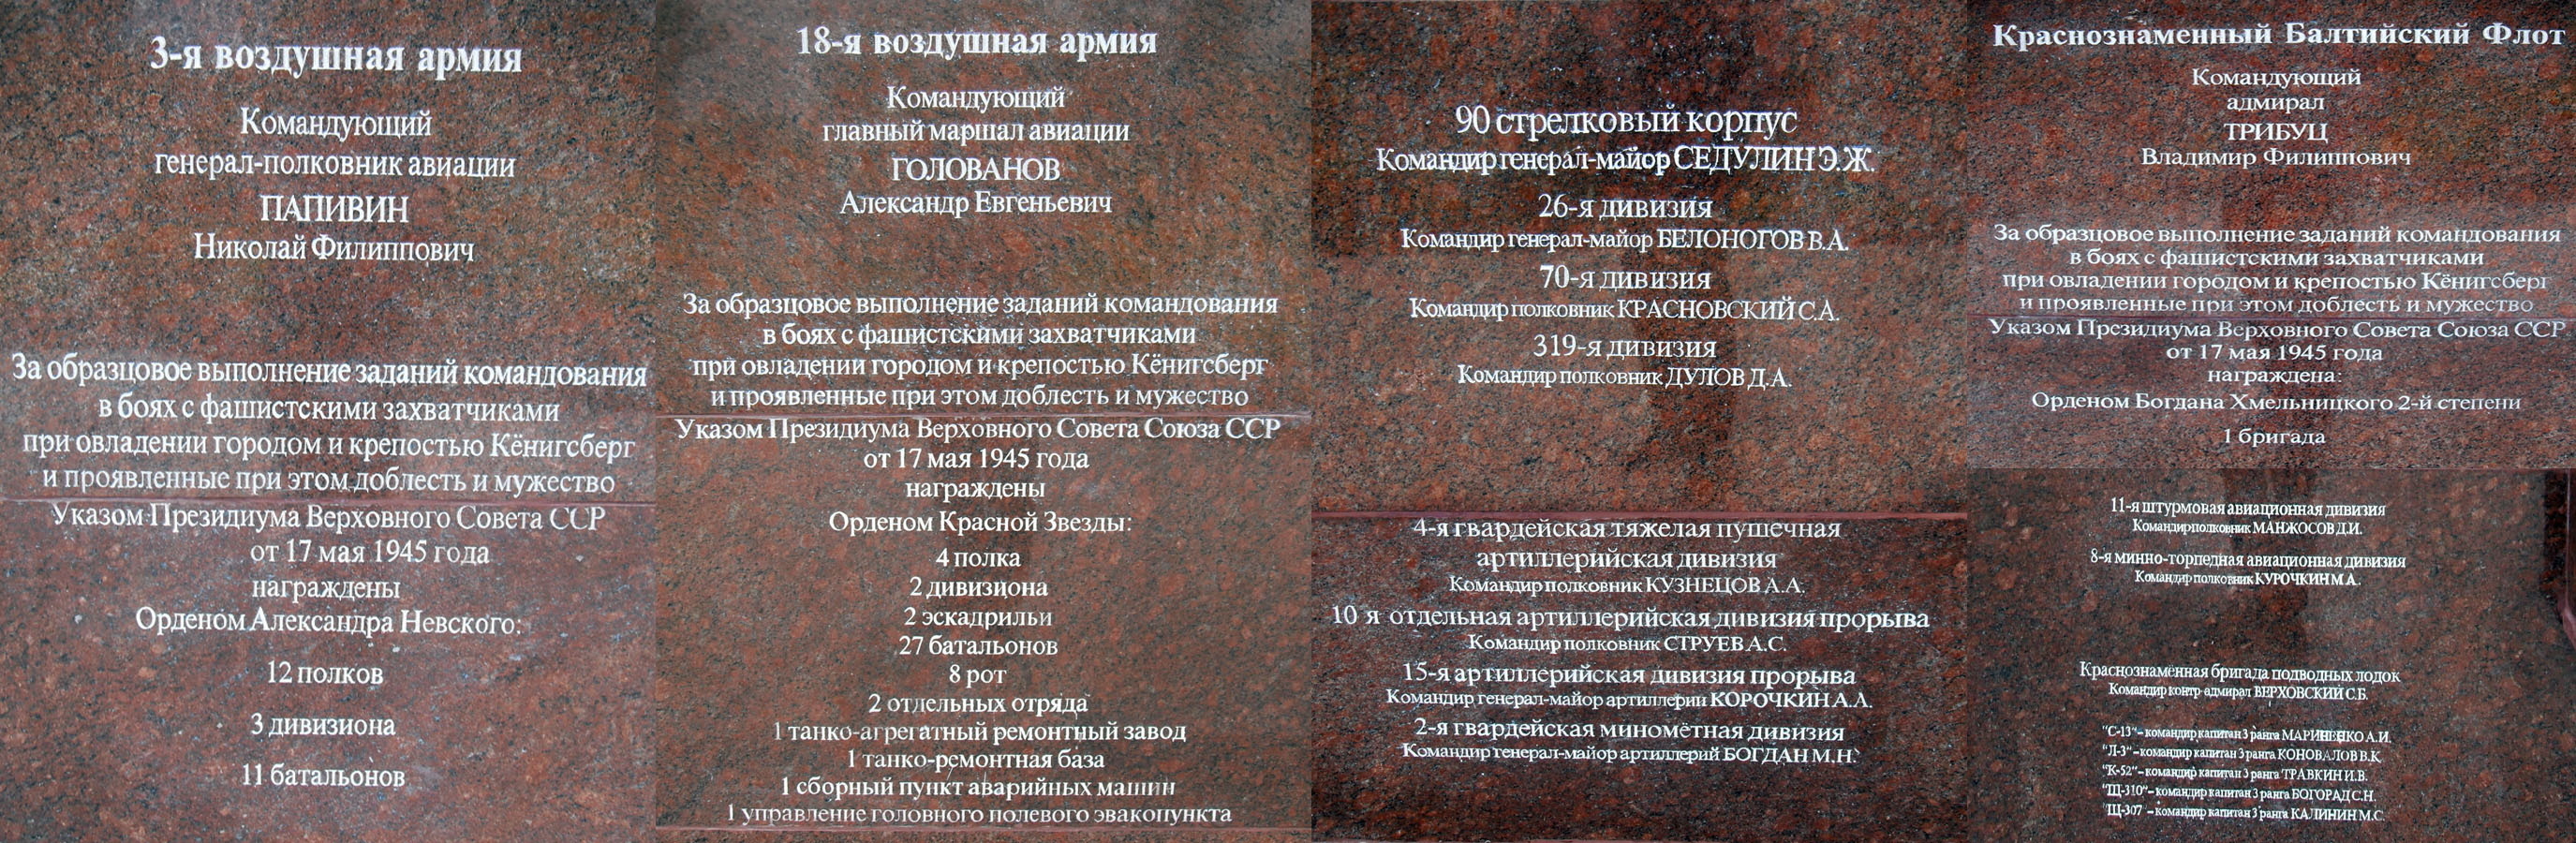 3-я воздушная армия
Командующий
генерал-полковник авиации
ПАПИВИН
Николай Филиппович
За образцовое выполнение заданий командования
в боях с фашистскими захватчиками
при овладении городом и крепостью Кёнигсберг
и проявленные при этом доблесть и мужество
Указом Президиума Верховного Совета ССР
от 17 мая 1945 года
награждены
Орденом Александра Невского:
12 полков
3 дивизиона
11 батальонов
18-я воздушная армия
Командующий
главный маршал авиации
ГОЛОВАНОВ
Александр Евгеньевич
За образцовое выполнение заданий командования
в боях с фашистскими захватчиками
при овладении городом и крепостью Кёнигсберг
и проявленные при этом доблесть и мужество
Указом Президиума Верховного Совета Союза ССР
от 17 мая 1945 года
награждены
Орденом Красной Звезды:
4 полка
2 дивизиона
2 эскадрильи
27 батальонов
8 рот
2 отдельных отряда
1 танко-агрегатный ремонтный завод
1 танко-ремонтная база
1 сборный пункт аварийных машин
1 управление головного полевого эвакопункта
90 стрелковый корпус
Командир генерал-майор СЕДУЛИН Э.Ж.
26-я дивизия
Командир генерал-майор БЕЛОНОГОВ В.А.
70-я дивизия
Командир полковник КРАСНОВСКИЙ С.А.
319-я дивизия
Командир полковник ДУЛОВ Д.А.
4-я гвардейская тяжелая пушечная
артиллерийская дивизия
Командир полковник КУЗНЕЦОВ А.А.
10 я отдельная артиллерийская дивизия прорыва
Командир полковник СТРУЕВ А.С.
15-я артиллерийская дивизия прорыва
Командир генерал-майор артиллерии КОРОЧКИН А.А.
2-я гвардейская миномётная дивизия
Командир генерал-майор артиллерий БОГДАН М.Н.
Краснознаменный Балтийский Флот
Командующий
адмирал
ТРИБУЦ
Владимир Филиппович
За образцовое выполнение заданий командования
в боях с фашистскими захватчиками
при овладении городом и крепостью Кёнигсберг
и проявленные при этом доблесть и мужество
Указом Президиума Верховного Совета Союза ССР
от 17 мая 1945 года
награждена:
Орденом Богдана Хмельницкого 2-й степени
1 бригада
11-я штурмовая авиационная дивизия
Командир полковник МАНЖОСОВ Д.И.
8-я минно-торпедная авиационная дивизия
Командир полковник КУРОЧКИН М.А.
Краснознамённая бригада подводных лодок
Командир контр-адмирал ВЕРХОВСКИЙ С.Б.
"С-13" – командир капитан 3 ранга МАРИНЕНКО А.И.
"Л-3" – командир капитан 3 ранга КОНОВАЛОВ В.К.
"К-52" – командир капитан 3 ранга ТРАВКИН И.В.
"Щ-310" – командир капитан 3 ранга БОГОРАД С.Н.
"Щ-307" – командир капитан 3 ранга КАЛИНИН М.С.